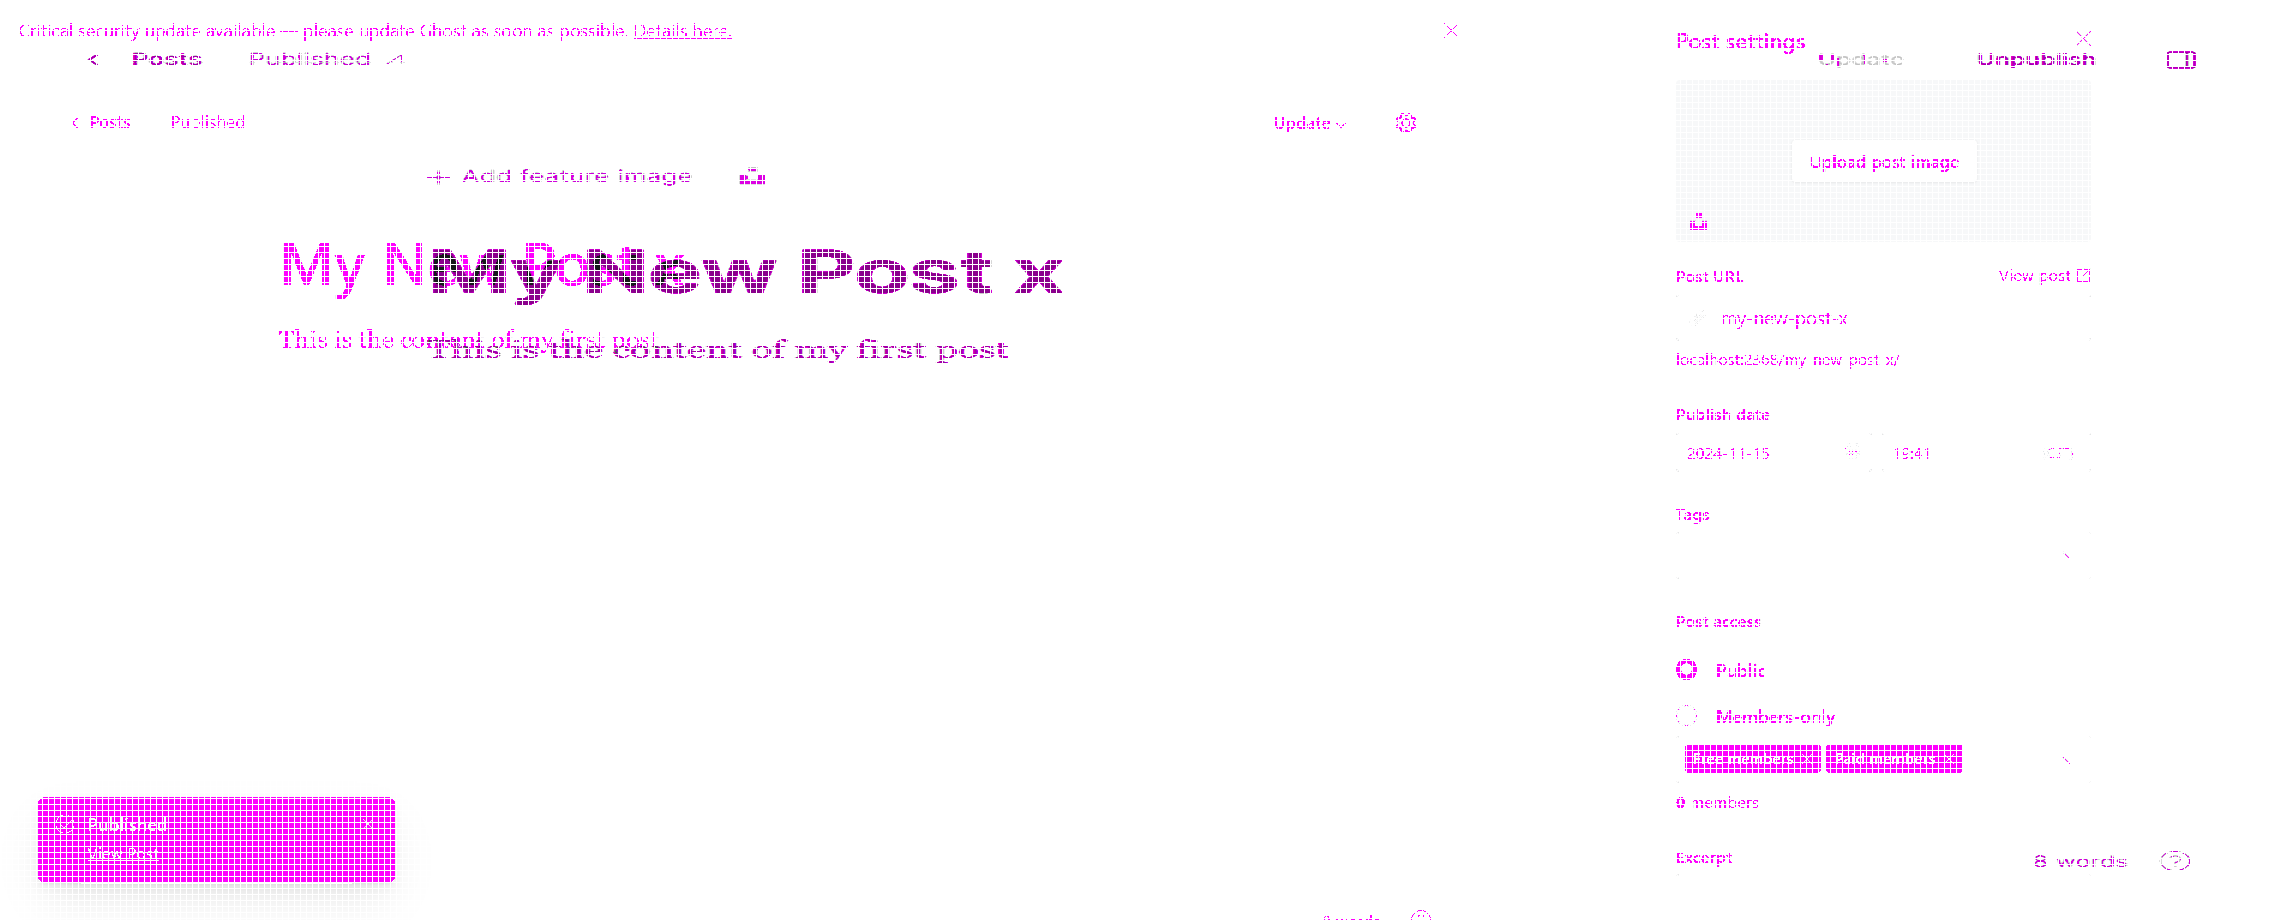 Critical security update available — please update Ghost as soon as possible. Details here.
Post settings
Posts Published
Update Unpublish
Posts Published
Update
Upload post image
Add feature image
My New Post x
My New Post x
Post URL View post
my-new-post-x
This is the content of my first post
This is the content of my first post
localhost:2368/my-new-post-x/
Publish date
2024-11-15 19:41
Tags
Post access
Public
Members-only
Free members × Paid members ×
0 members
Published
View Post
Excerpt
8 words